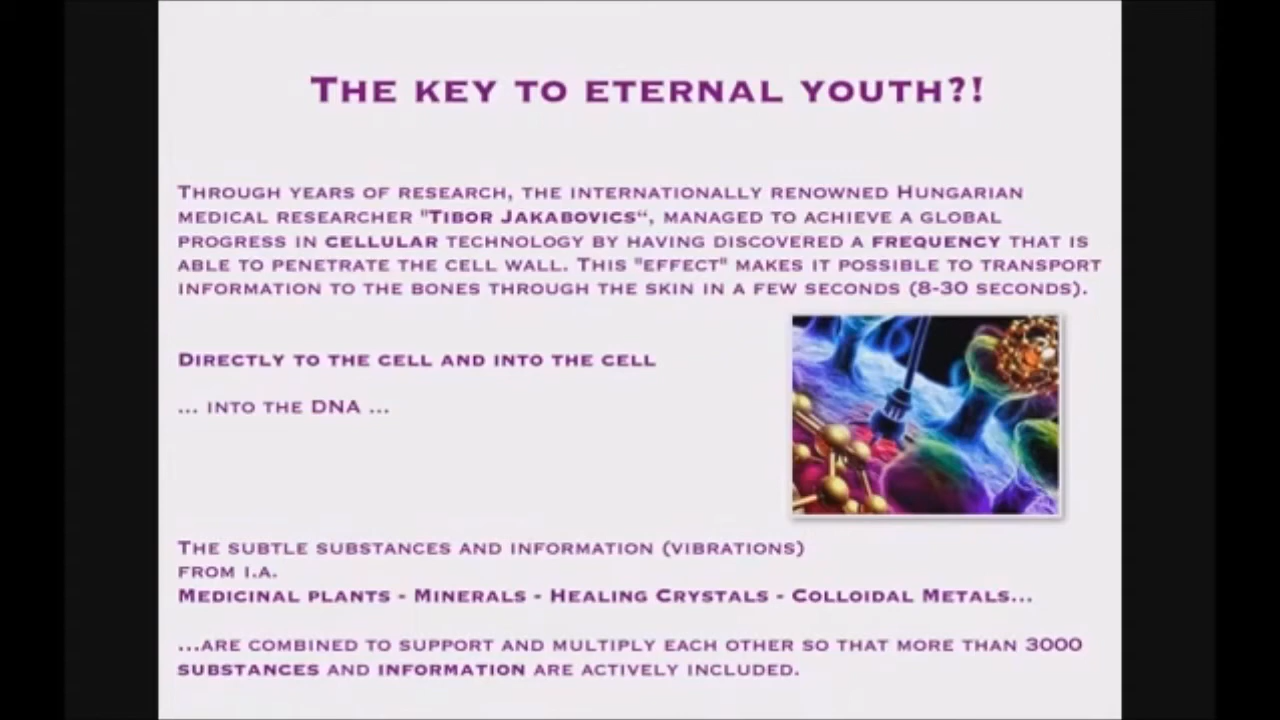 The key to eternal youth?!
Through years of research, the internationally renowned Hungarian
medical researcher "Tibor Jakabovics“, managed to achieve a global
progress in cellular technology by having discovered a frequency that is
able to penetrate the cell wall. This "effect" makes it possible to transport
information to the bones through the skin in a few seconds (8-30 seconds).
Directly to the cell and into the cell
... into the DNA ...
The subtle substances and information (vibrations)
from i.a.
Medicinal plants - Minerals - Healing Crystals - Colloidal Metals...
...are combined to support and multiply each other so that more than 3000
substances and information are actively included.